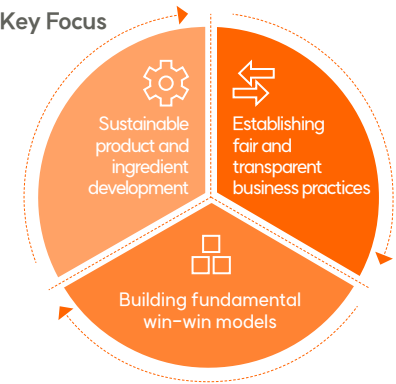 Key Focus
Sustainable
product and
ingredient
development
Establishing
fair and
transparent
business practices
Building fundamental
win-win models